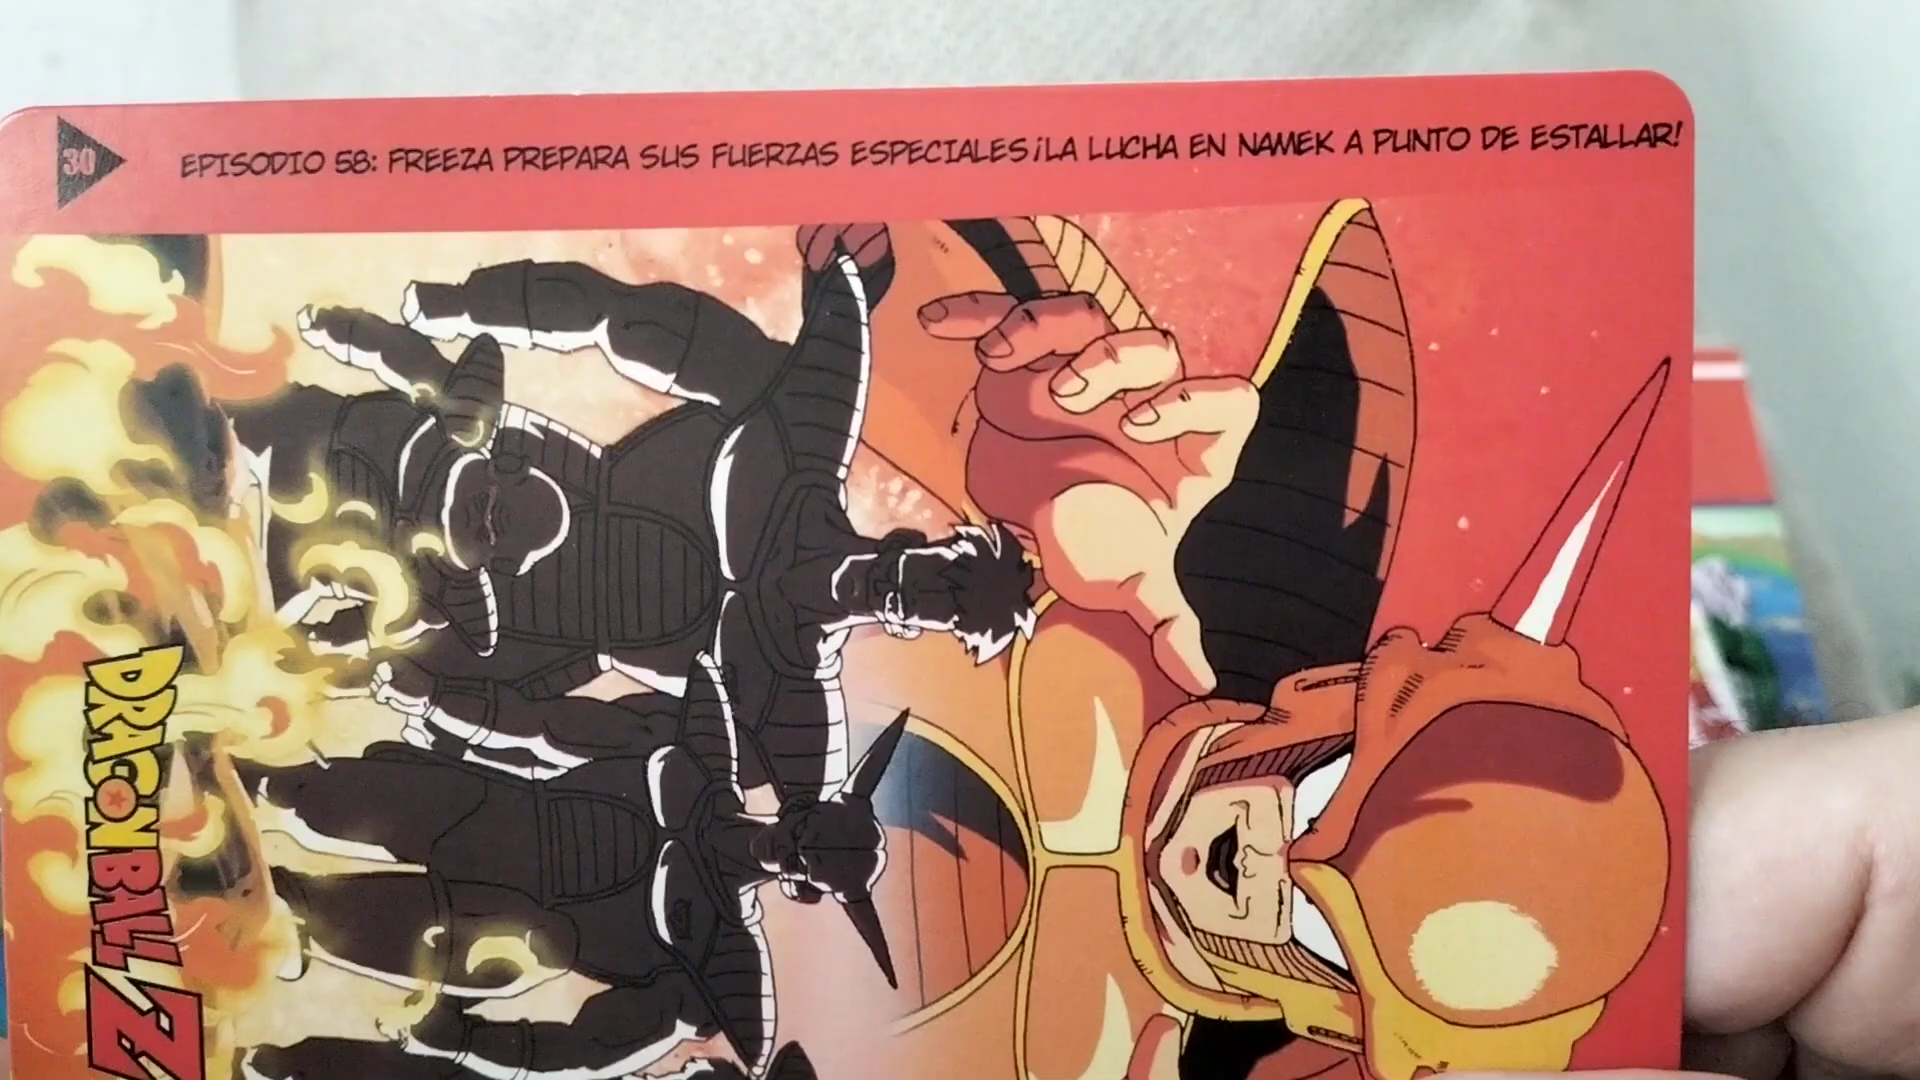 30
EPISODIO 58: FREEZA PREPARA SUS FUERZAS ESPECIALES ¡LA LUCHA EN NAMEK A PUNTO DE ESTALLAR!
DRAGON BALL Z